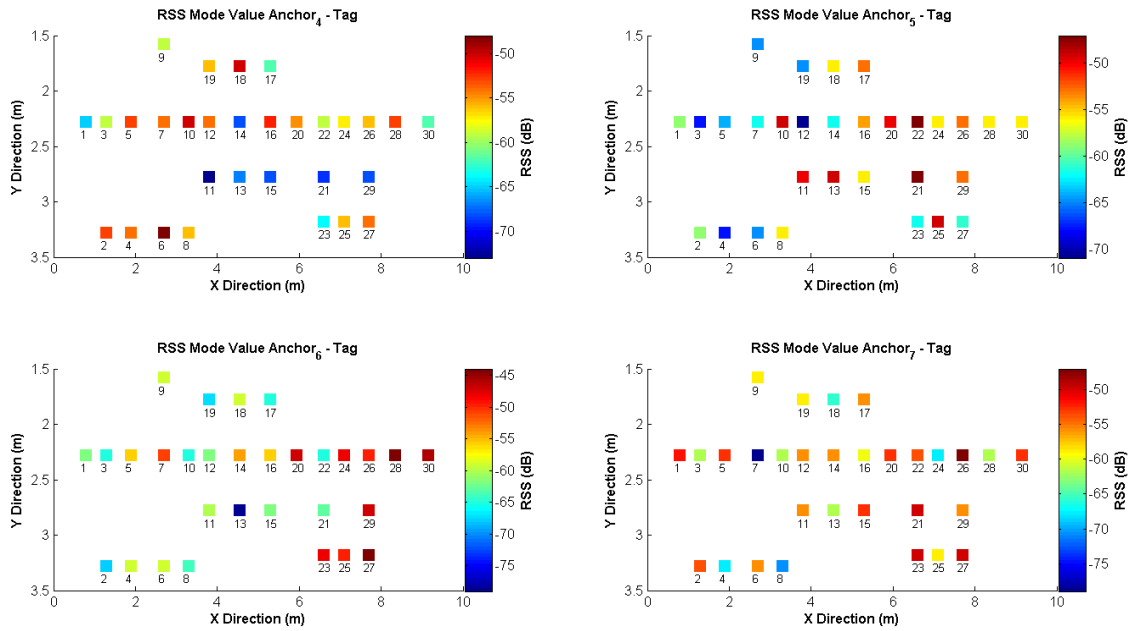 RSS Mode Value Anchor4 - Tag
1.5
2
2.5
3
3.5
Y Direction (m)
9
19 18 17
1 3 5 7 10 12 14 16 20 22 24 26 28 30
11 13 15 21 29
23 25 27
2 4 6 8
0 2 4 6 8 10
X Direction (m)
-50
-55
-60
-65
-70
RSS (dB)
RSS Mode Value Anchor5 - Tag
1.5
2
2.5
3
3.5
Y Direction (m)
9
19 18 17
1 3 5 7 10 12 14 16 20 22 24 26 28 30
11 13 15 21 29
23 25 27
2 4 6 8
0 2 4 6 8 10
X Direction (m)
-50
-55
-60
-65
-70
RSS (dB)
RSS Mode Value Anchor6 - Tag
1.5
2
2.5
3
3.5
Y Direction (m)
9
19 18 17
1 3 5 7 10 12 14 16 20 22 24 26 28 30
11 13 15 21 29
23 25 27
2 4 6 8
0 2 4 6 8 10
X Direction (m)
-45
-50
-55
-60
-65
-70
-75
RSS (dB)
RSS Mode Value Anchor7 - Tag
1.5
2
2.5
3
3.5
Y Direction (m)
9
19 18 17
1 3 5 7 10 12 14 16 20 22 24 26 28 30
11 13 15 21 29
23 25 27
2 4 6 8
0 2 4 6 8 10
X Direction (m)
-50
-55
-60
-65
-70
-75
RSS (dB)